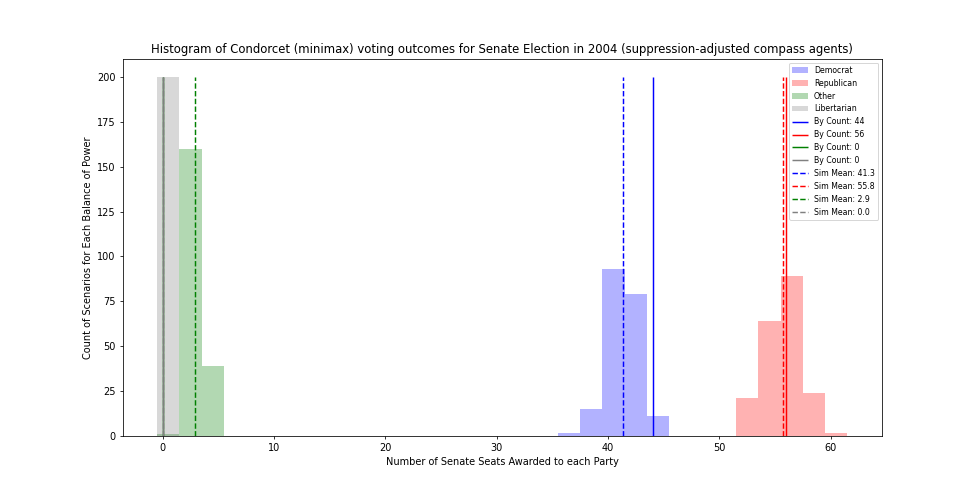 Histogram of Condorcet (minimax) voting outcomes for Senate Election in 2004 (suppression-adjusted compass agents)
Democrat
Republican
Other
Libertarian
By Count: 44
By Count: 56
By Count: 0
By Count: 0
Sim Mean: 41.3
Sim Mean: 55.8
Sim Mean: 2.9
Sim Mean: 0.0
Count of Scenarios for Each Balance of Power
200
175
150
125
100
75
50
25
0
0 10 20 30 40 50 60
Number of Senate Seats Awarded to each Party